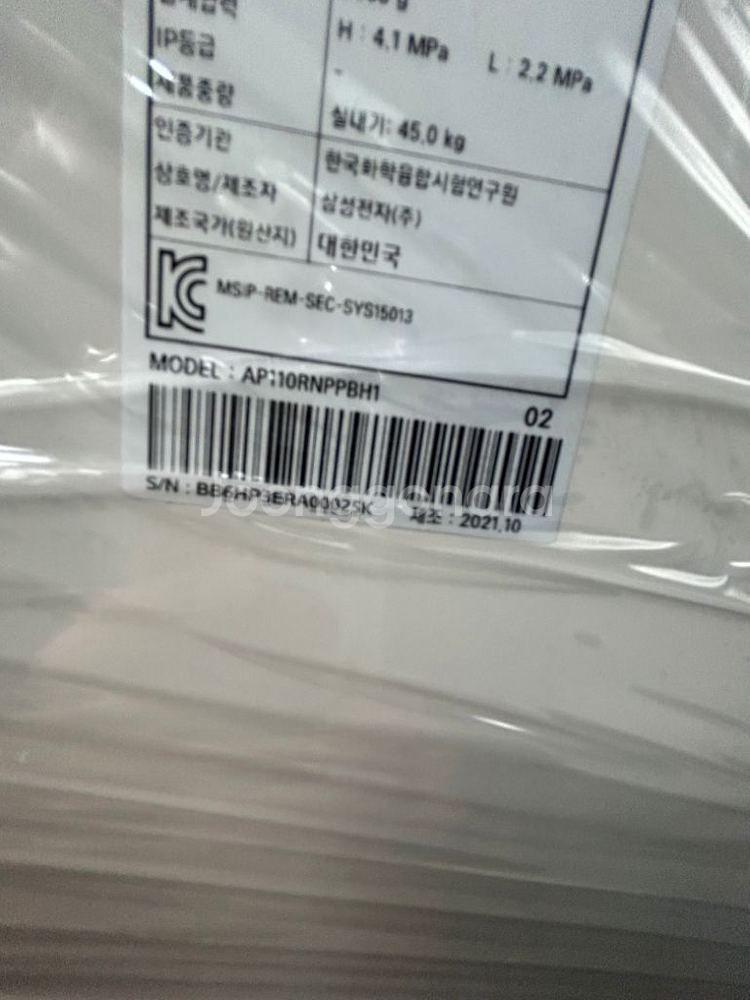 H : 4.1 MPa L : 2.2 MPa
IP등급 -
제품중량 실내기: 45.0 kg
인증기관 한국화학융합시험연구원
상호명/제조자 삼성전자(주)
제조국가(원산지) 대한민국
MSIP-REM-SEC-SYS15013
MODEL : AP110RNPPBH1
02
S/N : 제조 : 2021.10
Joonggonara